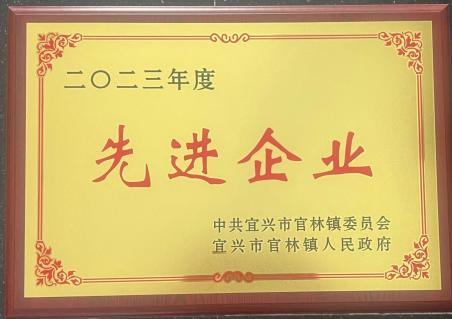 二〇二三年度
先进企业
中共宜兴市官林镇委员会
宜兴市官林镇人民政府